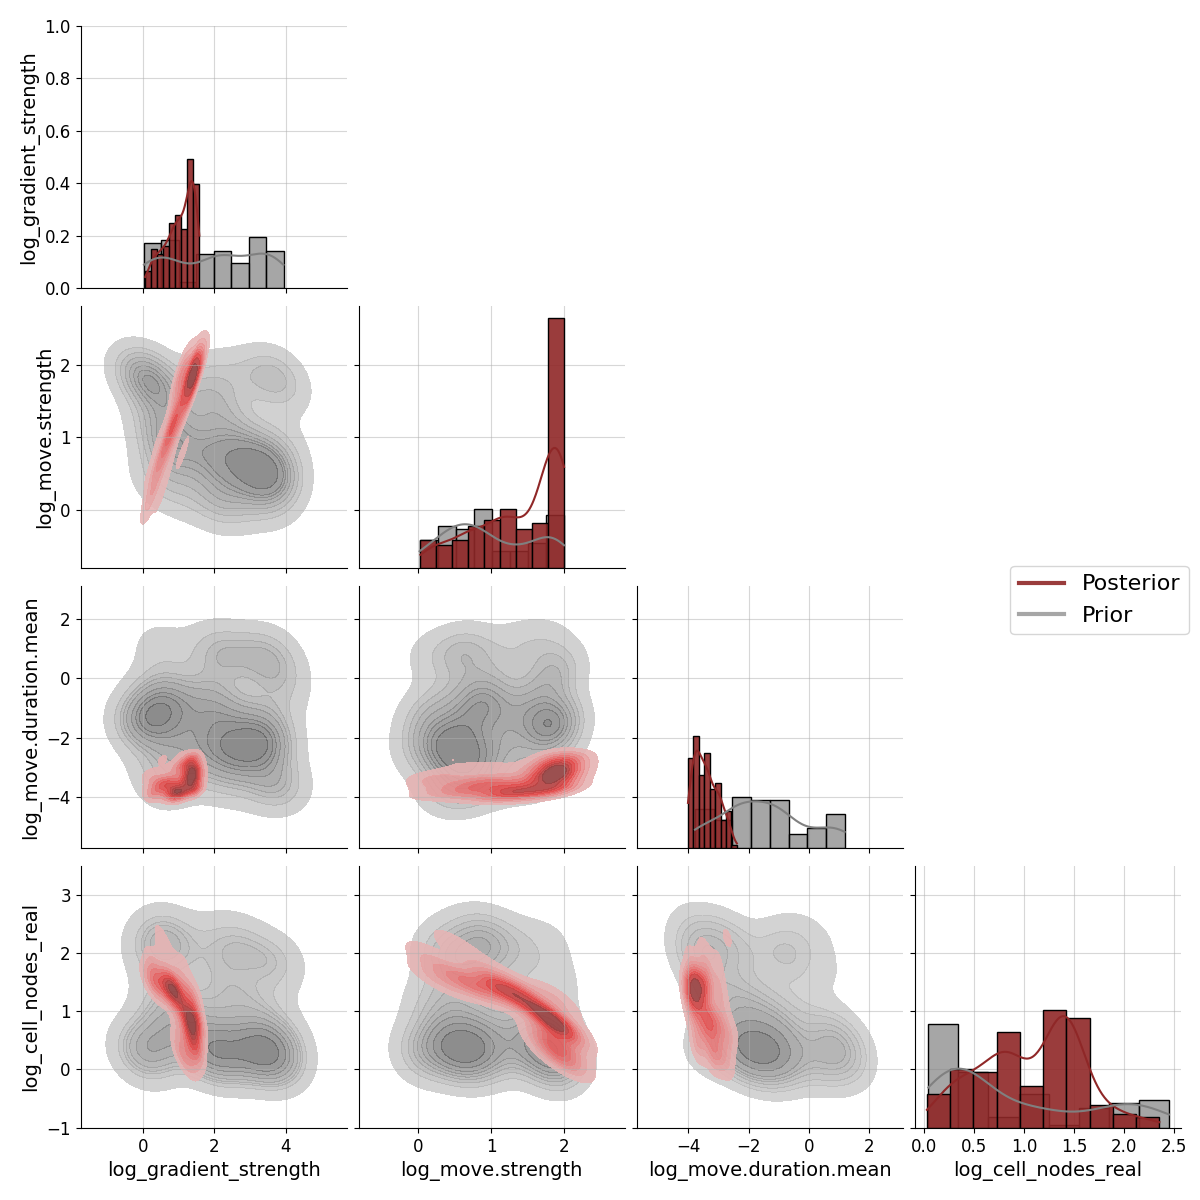 log_gradient_strength
1.0
0.8
0.6
0.4
0.2
0.0
log_move.strength
2
1
0
log_move.duration.mean
2
0
−2
−4
Posterior
Prior
log_cell_nodes_real
3
2
1
0
−1
0 2 4
0 1 2
−4 −2 0 2
0.0 0.5 1.0 1.5 2.0 2.5
log_gradient_strength
log_move.strength
log_move.duration.mean
log_cell_nodes_real